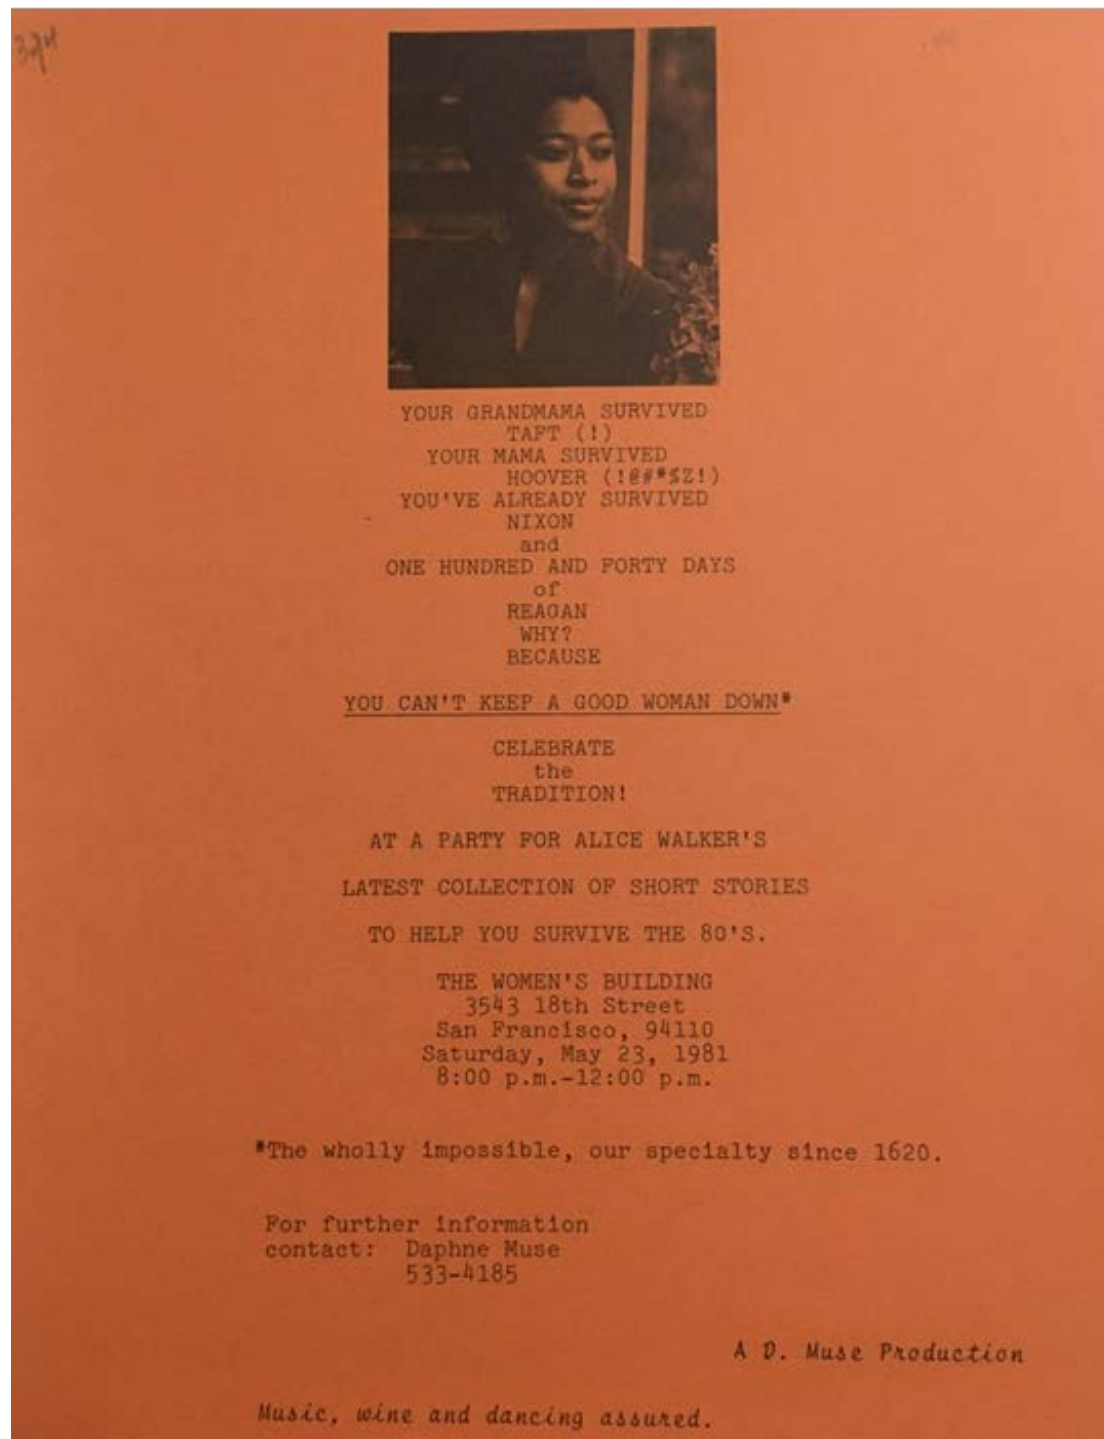 324
YOUR GRANDMAMA SURVIVED
TAFT (!)
YOUR MAMA SURVIVED
HOOVER (!@##*$Z!)
YOU'VE ALREADY SURVIVED
NIXON
and
ONE HUNDRED AND FORTY DAYS
of
REAGAN
WHY?
BECAUSE
YOU CAN'T KEEP A GOOD WOMAN DOWN*
CELEBRATE
the
TRADITION!
AT A PARTY FOR ALICE WALKER'S
LATEST COLLECTION OF SHORT STORIES
TO HELP YOU SURVIVE THE 80'S.
THE WOMEN'S BUILDING
3543 18th Street
San Francisco, 94110
Saturday, May 23, 1981
8:00 p.m.-12:00 p.m.
*The wholly impossible, our specialty since 1620.
For further information
contact: Daphne Muse
533-4185
A D. Muse Production
Music, wine and dancing assured.